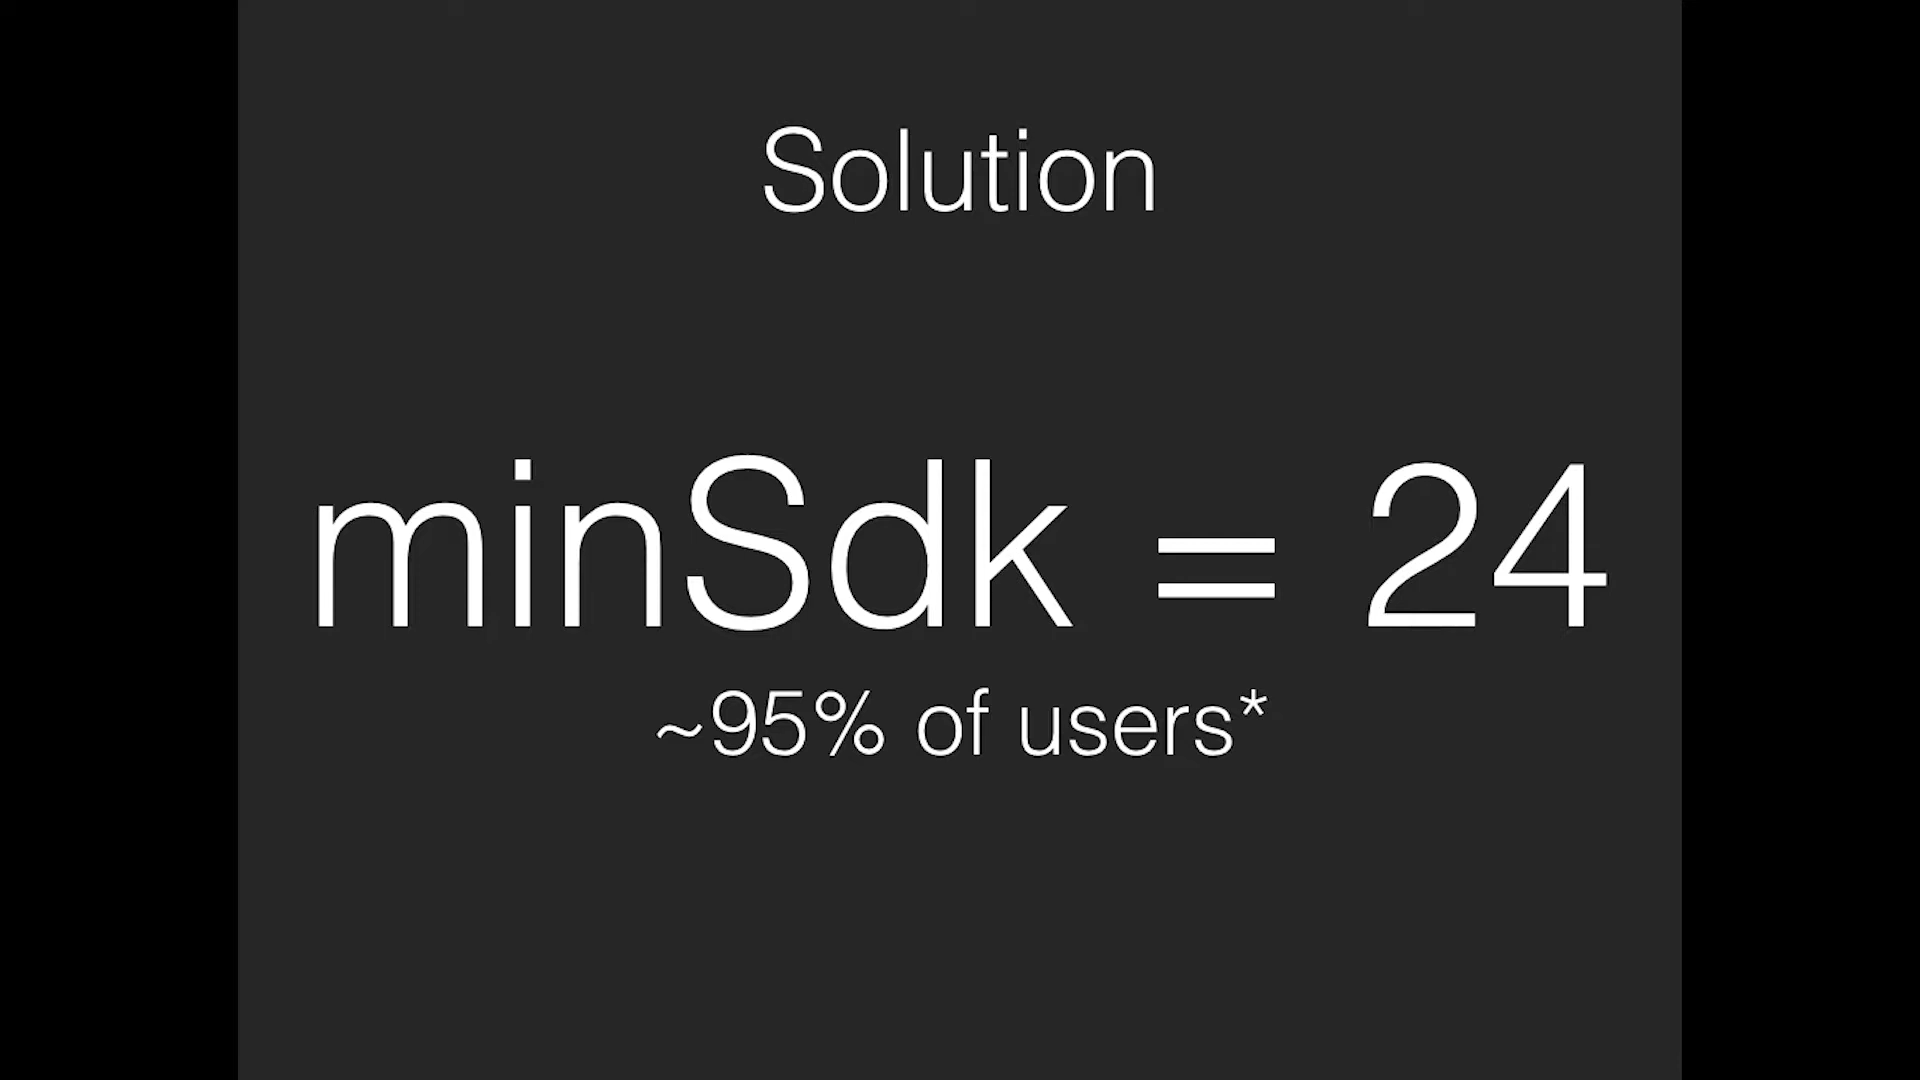 Solution
minSdk = 24
~95% of users*